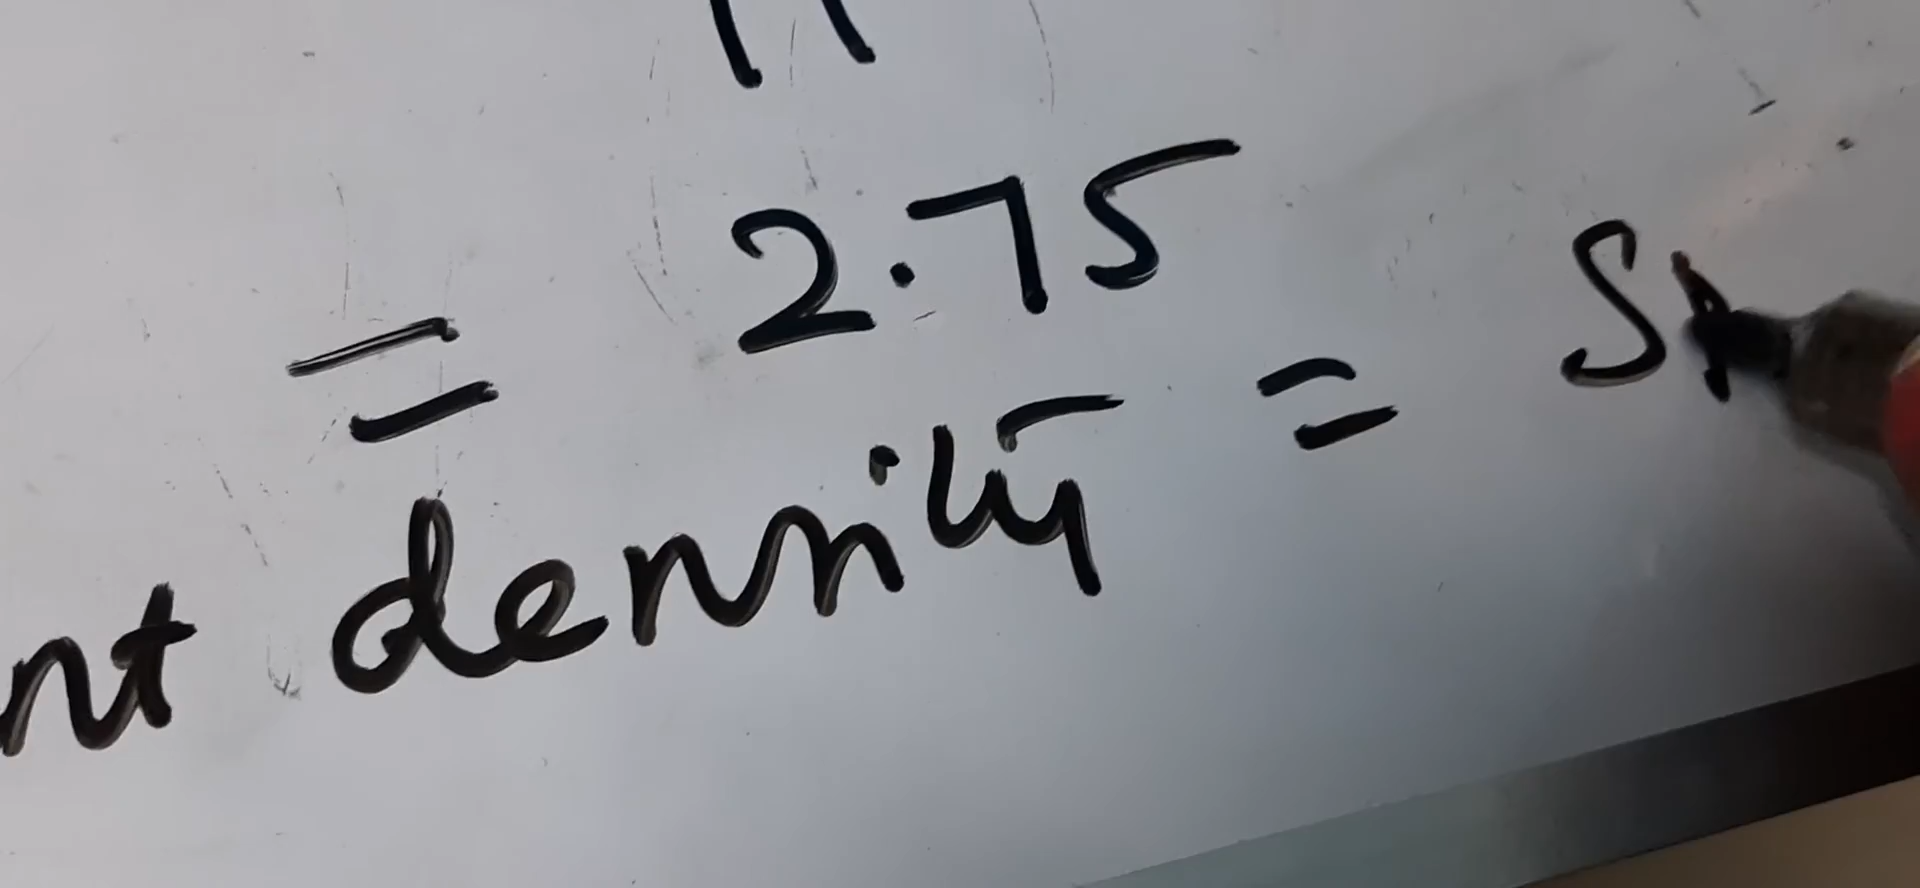 = 2.75
nt density = S